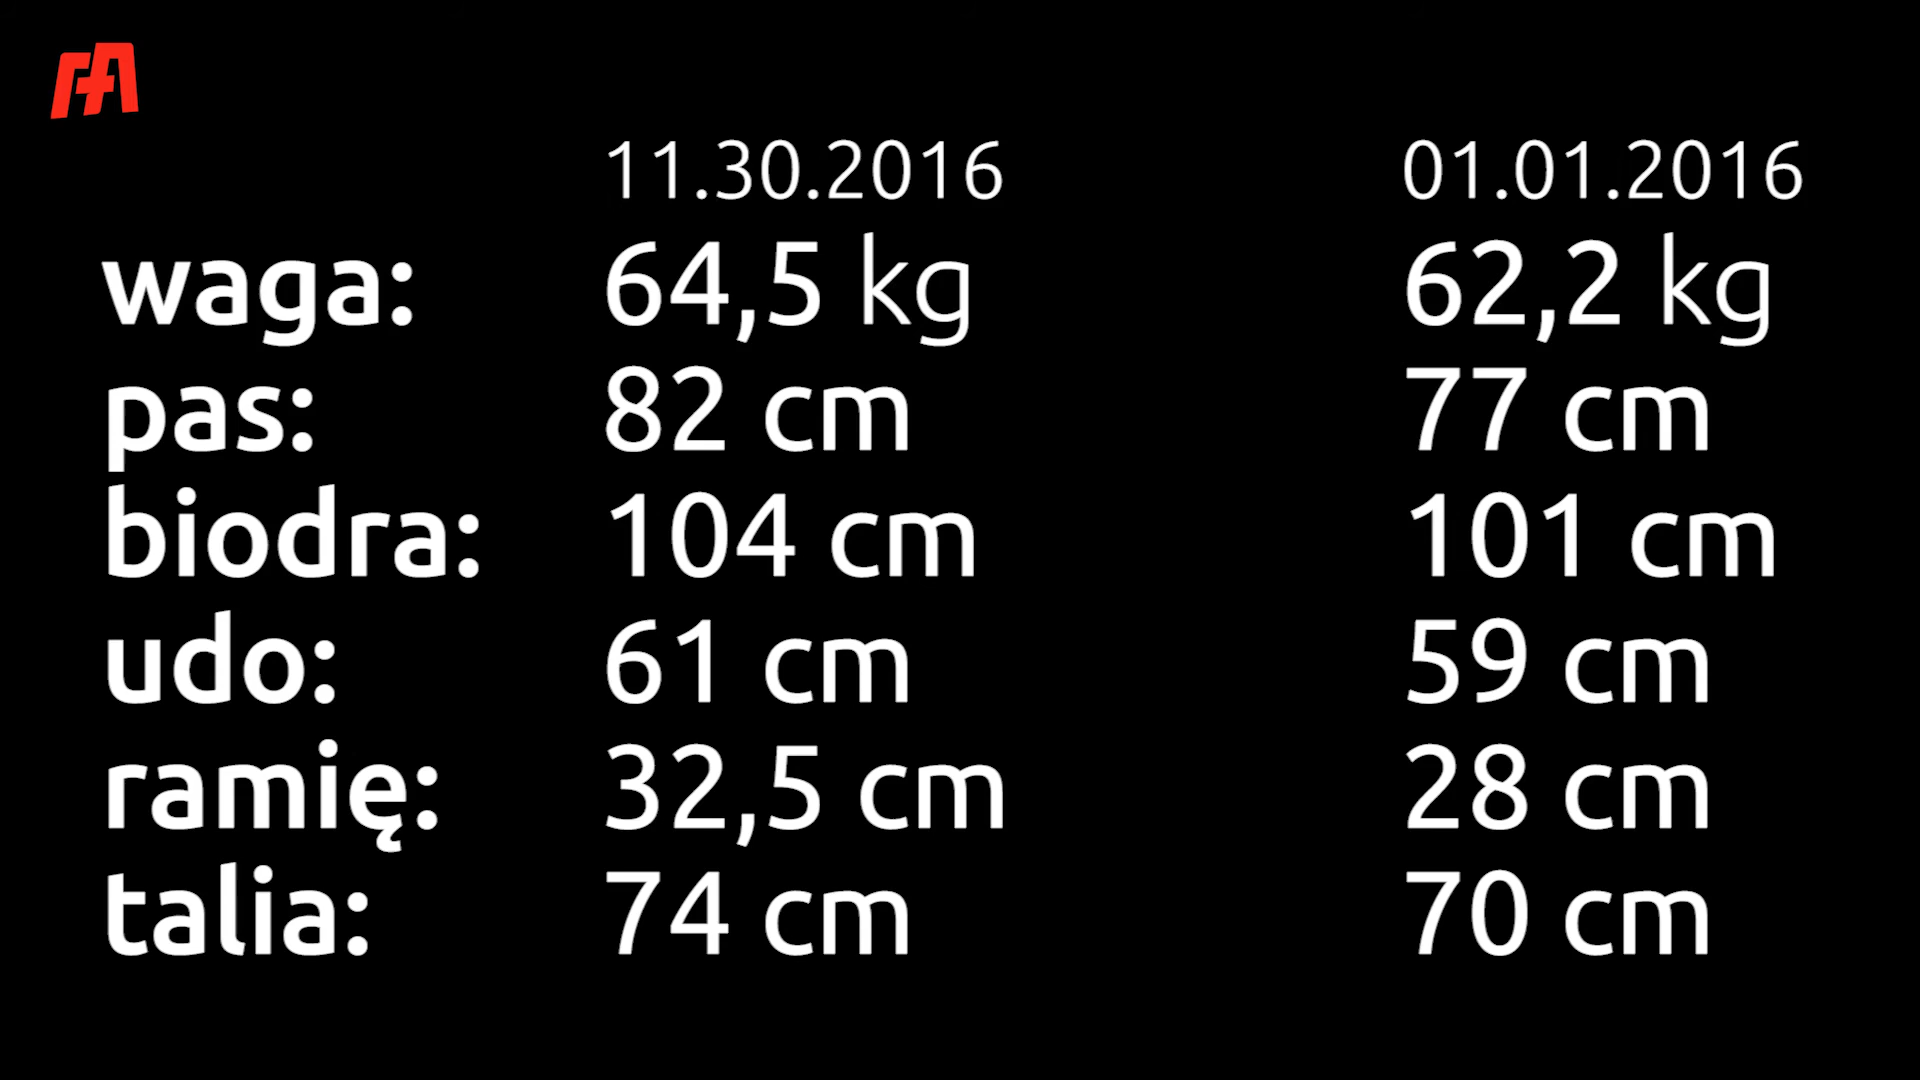 11.30.2016 01.01.2016
waga: 64,5 kg 62,2 kg
pas: 82 cm 77 cm
biodra: 104 cm 101 cm
udo: 61 cm 59 cm
ramię: 32,5 cm 28 cm
talia: 74 cm 70 cm